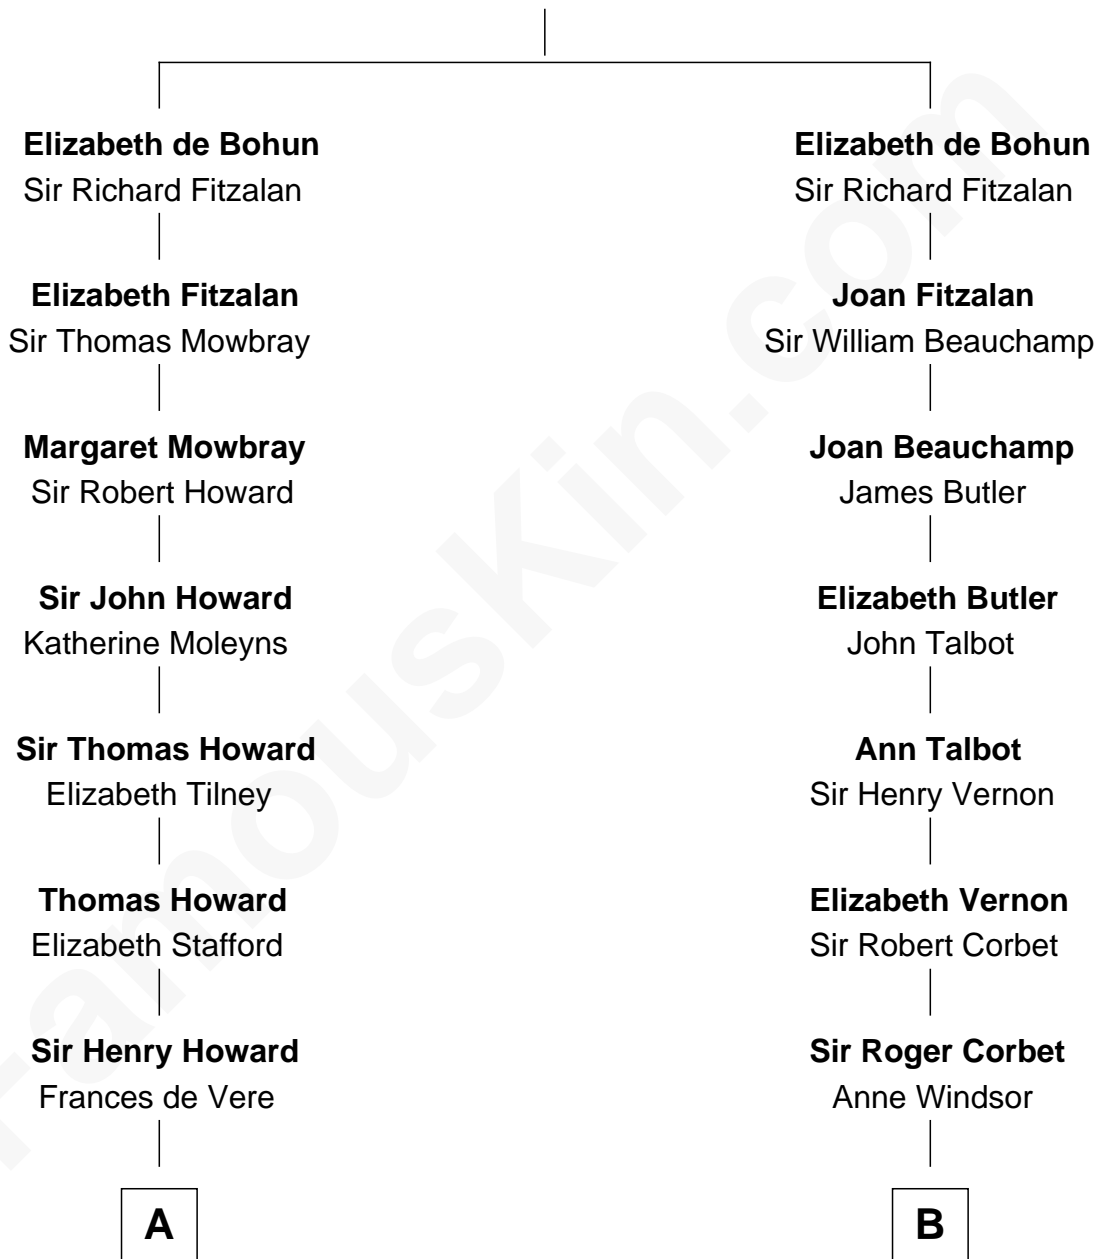 Elizabeth de Bohun
Sir Richard Fitzalan
Elizabeth Fitzalan
Sir Thomas Mowbray
Margaret Mowbray
Sir Robert Howard
Sir John Howard
Katherine Moleyns
Sir Thomas Howard
Elizabeth Tilney
Thomas Howard
Elizabeth Stafford
Sir Henry Howard
Frances de Vere
A
Elizabeth de Bohun
Sir Richard Fitzalan
Joan Fitzalan
Sir William Beauchamp
Joan Beauchamp
James Butler
Elizabeth Butler
John Talbot
Ann Talbot
Sir Henry Vernon
Elizabeth Vernon
Sir Robert Corbet
Sir Roger Corbet
Anne Windsor
B
FamousKin.com